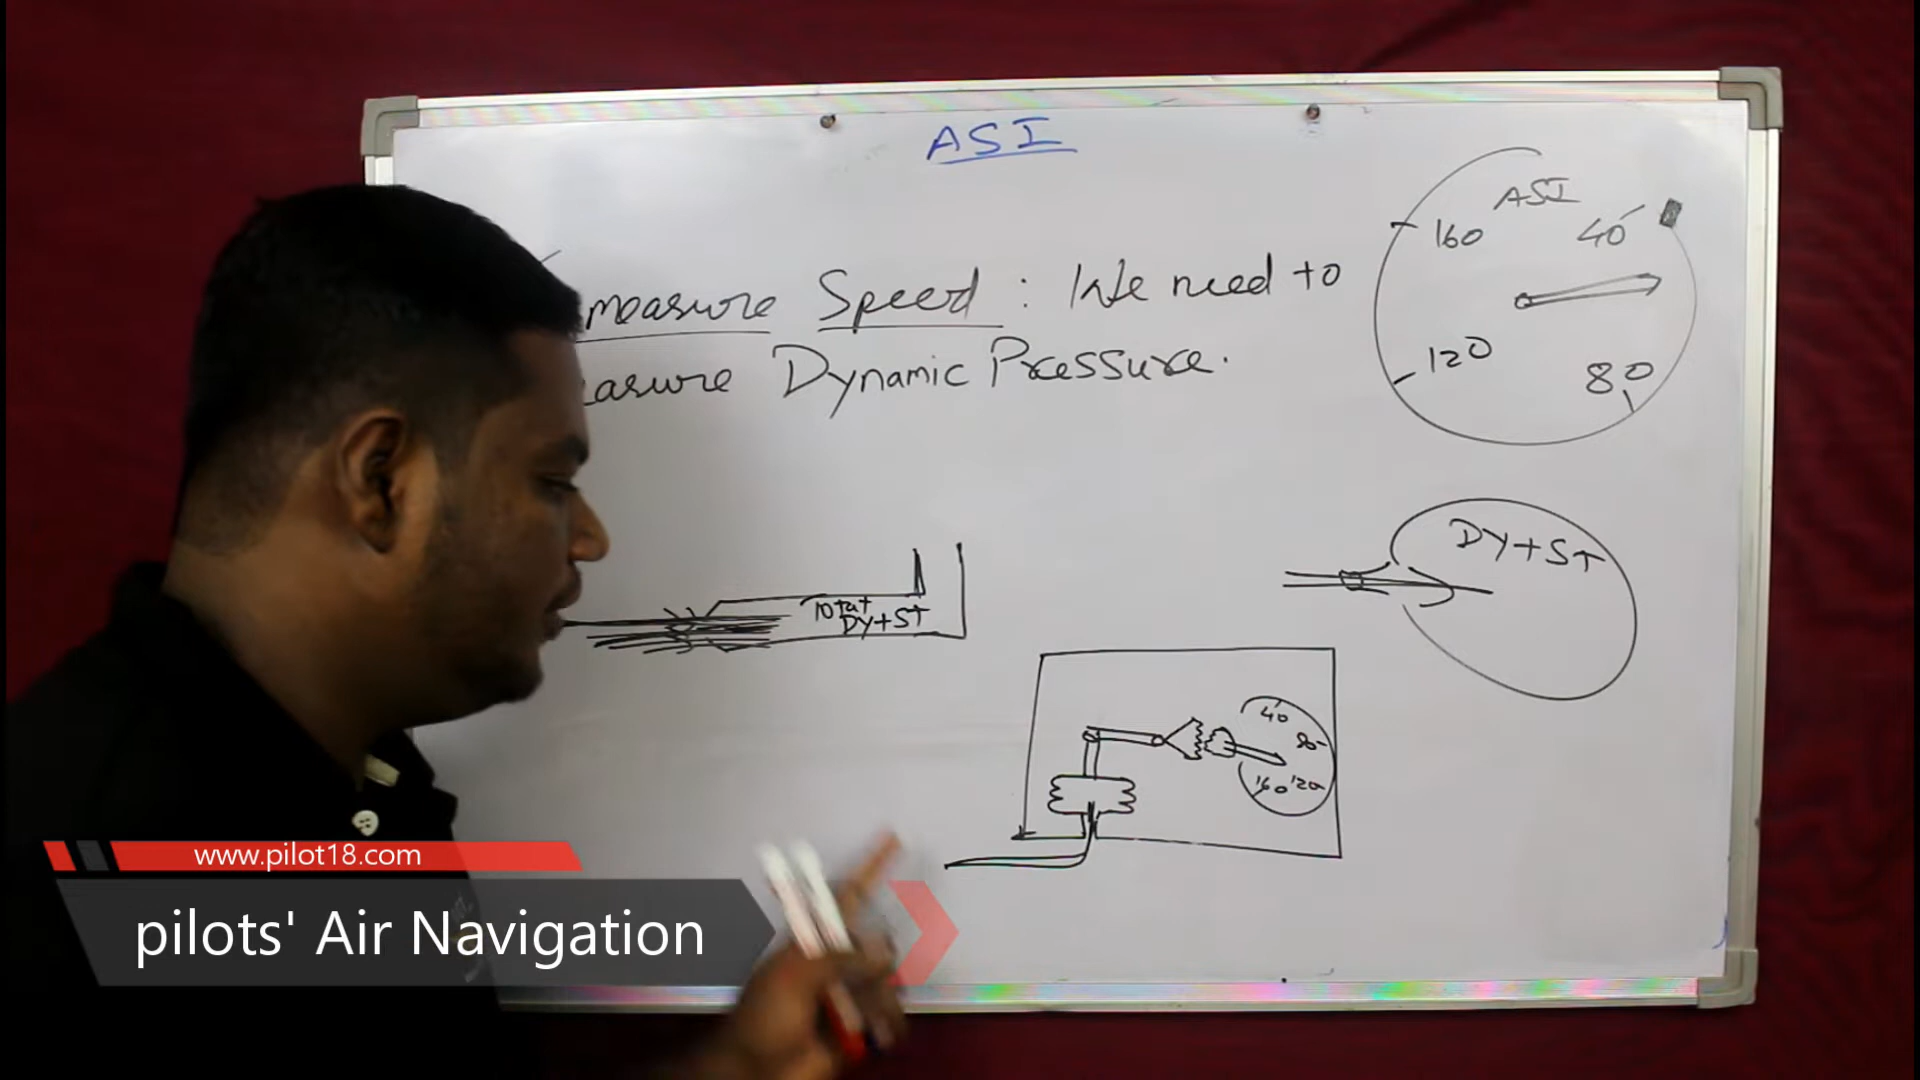 ASI
measure Speed : We need to
easure Dynamic Pressure.
ASI
160 40
120 80
Total
DY+ST
DY+ST
40
80
160 120
www.pilot18.com
pilots' Air Navigation